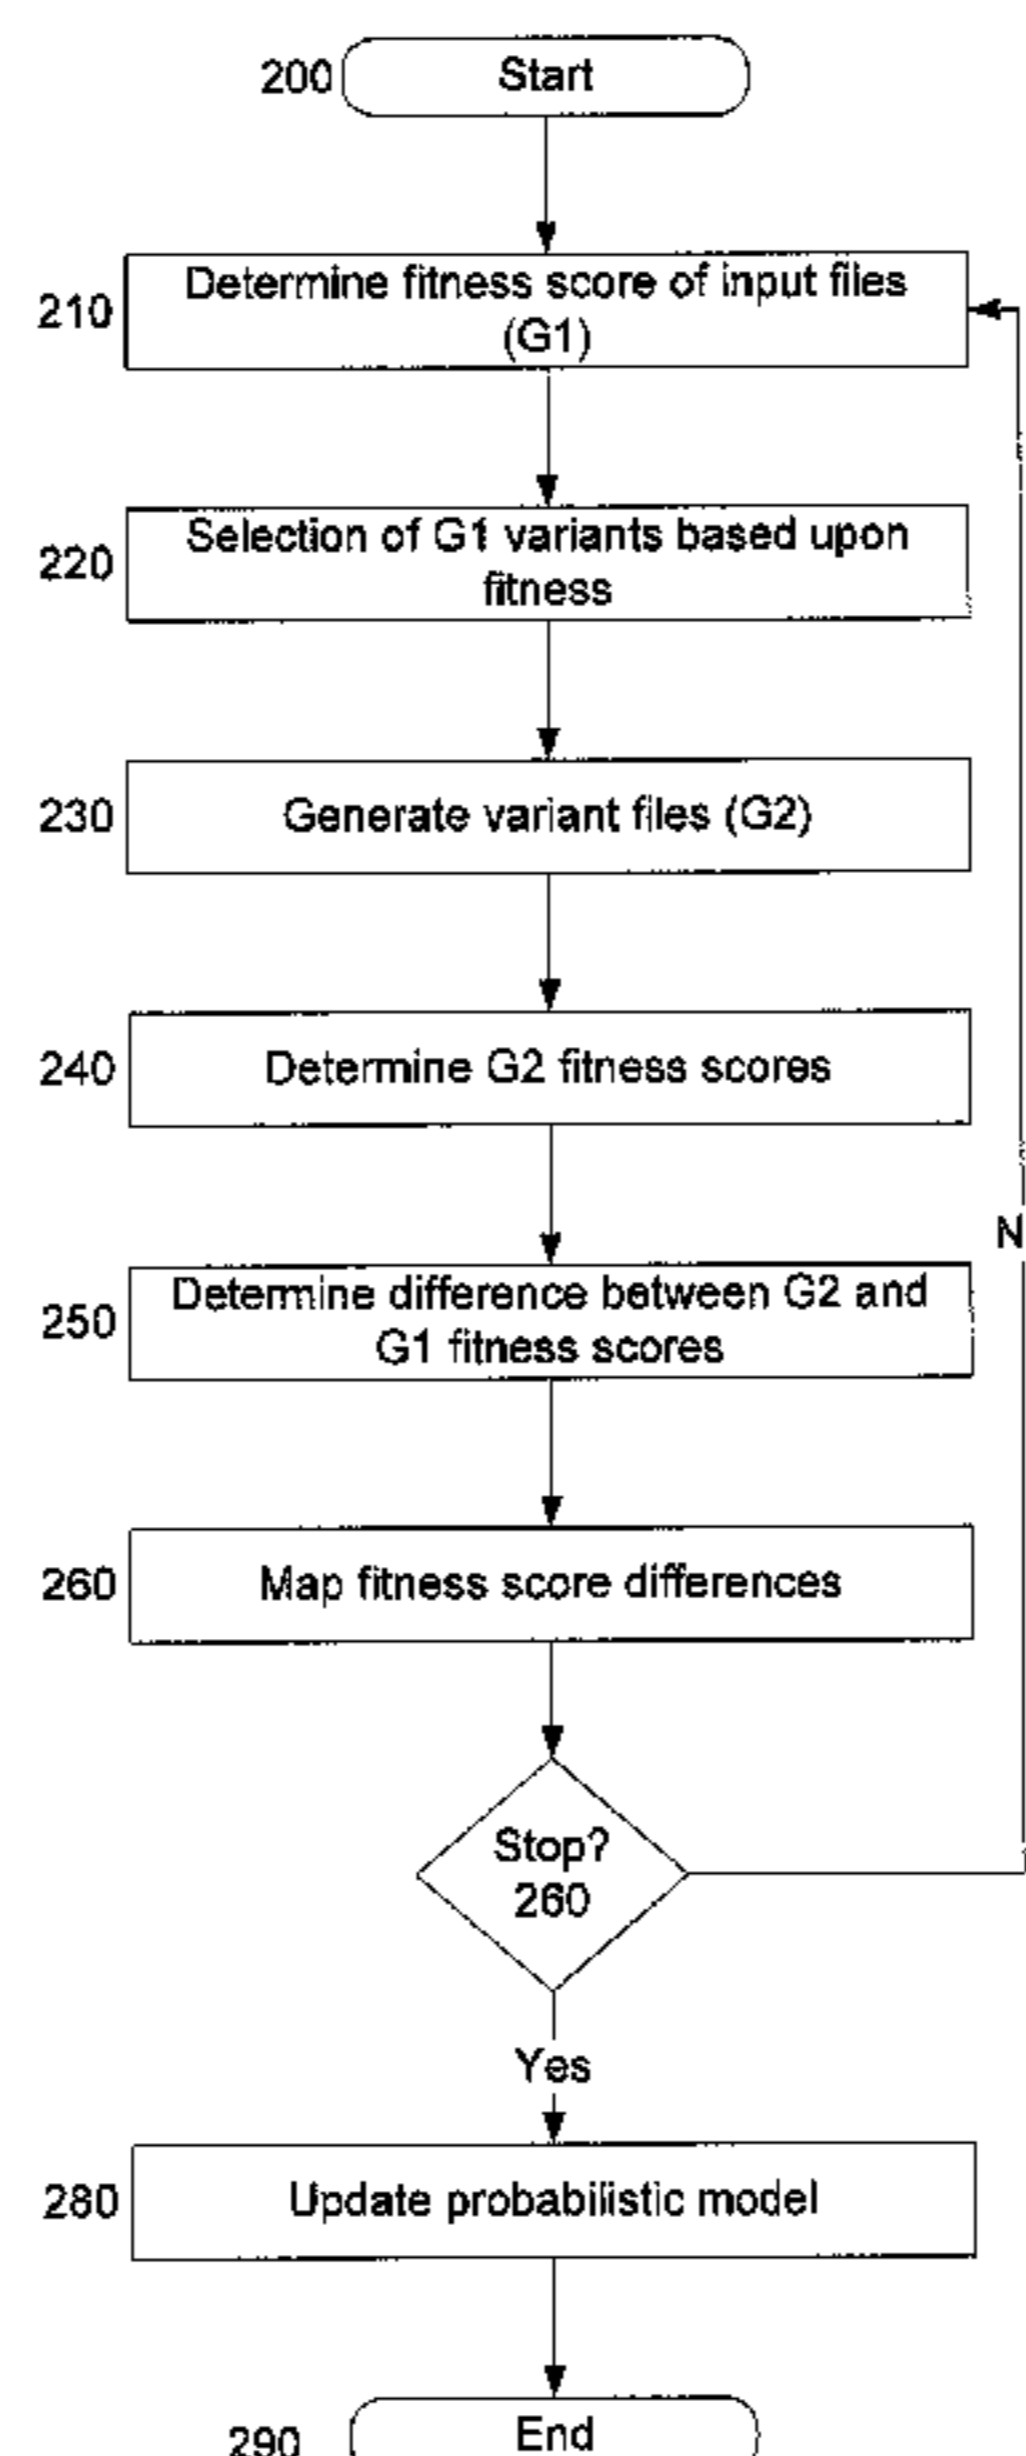 200 Start
210 Determine fitness score of input files
(G1)
220 Selection of G1 variants based upon
fitness
230 Generate variant files (G2)
240 Determine G2 fitness scores
250 Determine difference between G2 and
G1 fitness scores
260 Map fitness score differences
Stop?
260
N
Yes
280 Update probabilistic model
290 End